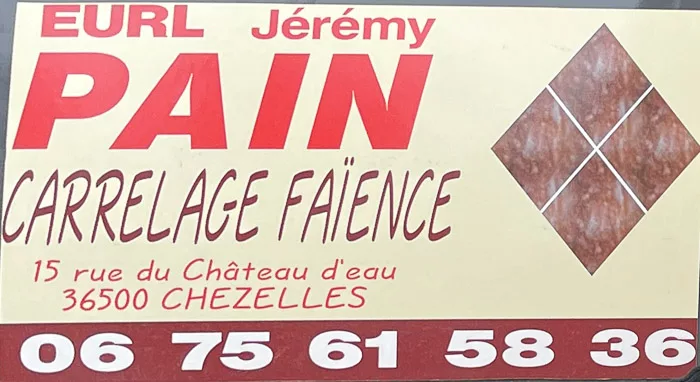 EURL Jérémy
PAIN
CARRELAGE FAÏENCE
15 rue du Château d'eau
36500 CHEZELLES
06 75 61 58 36